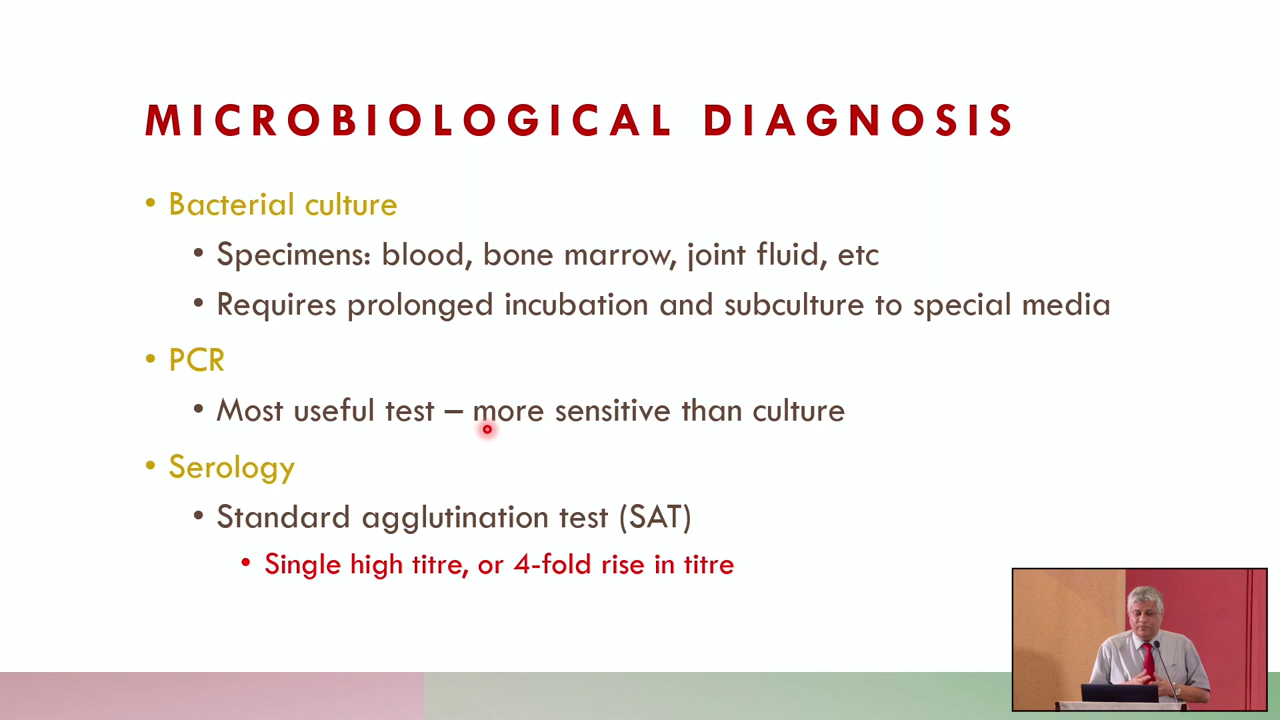 MICROBIOLOGICAL DIAGNOSIS
• Bacterial culture
• Specimens: blood, bone marrow, joint fluid, etc
• Requires prolonged incubation and subculture to special media
• PCR
• Most useful test – more sensitive than culture
• Serology
• Standard agglutination test (SAT)
• Single high titre, or 4-fold rise in titre